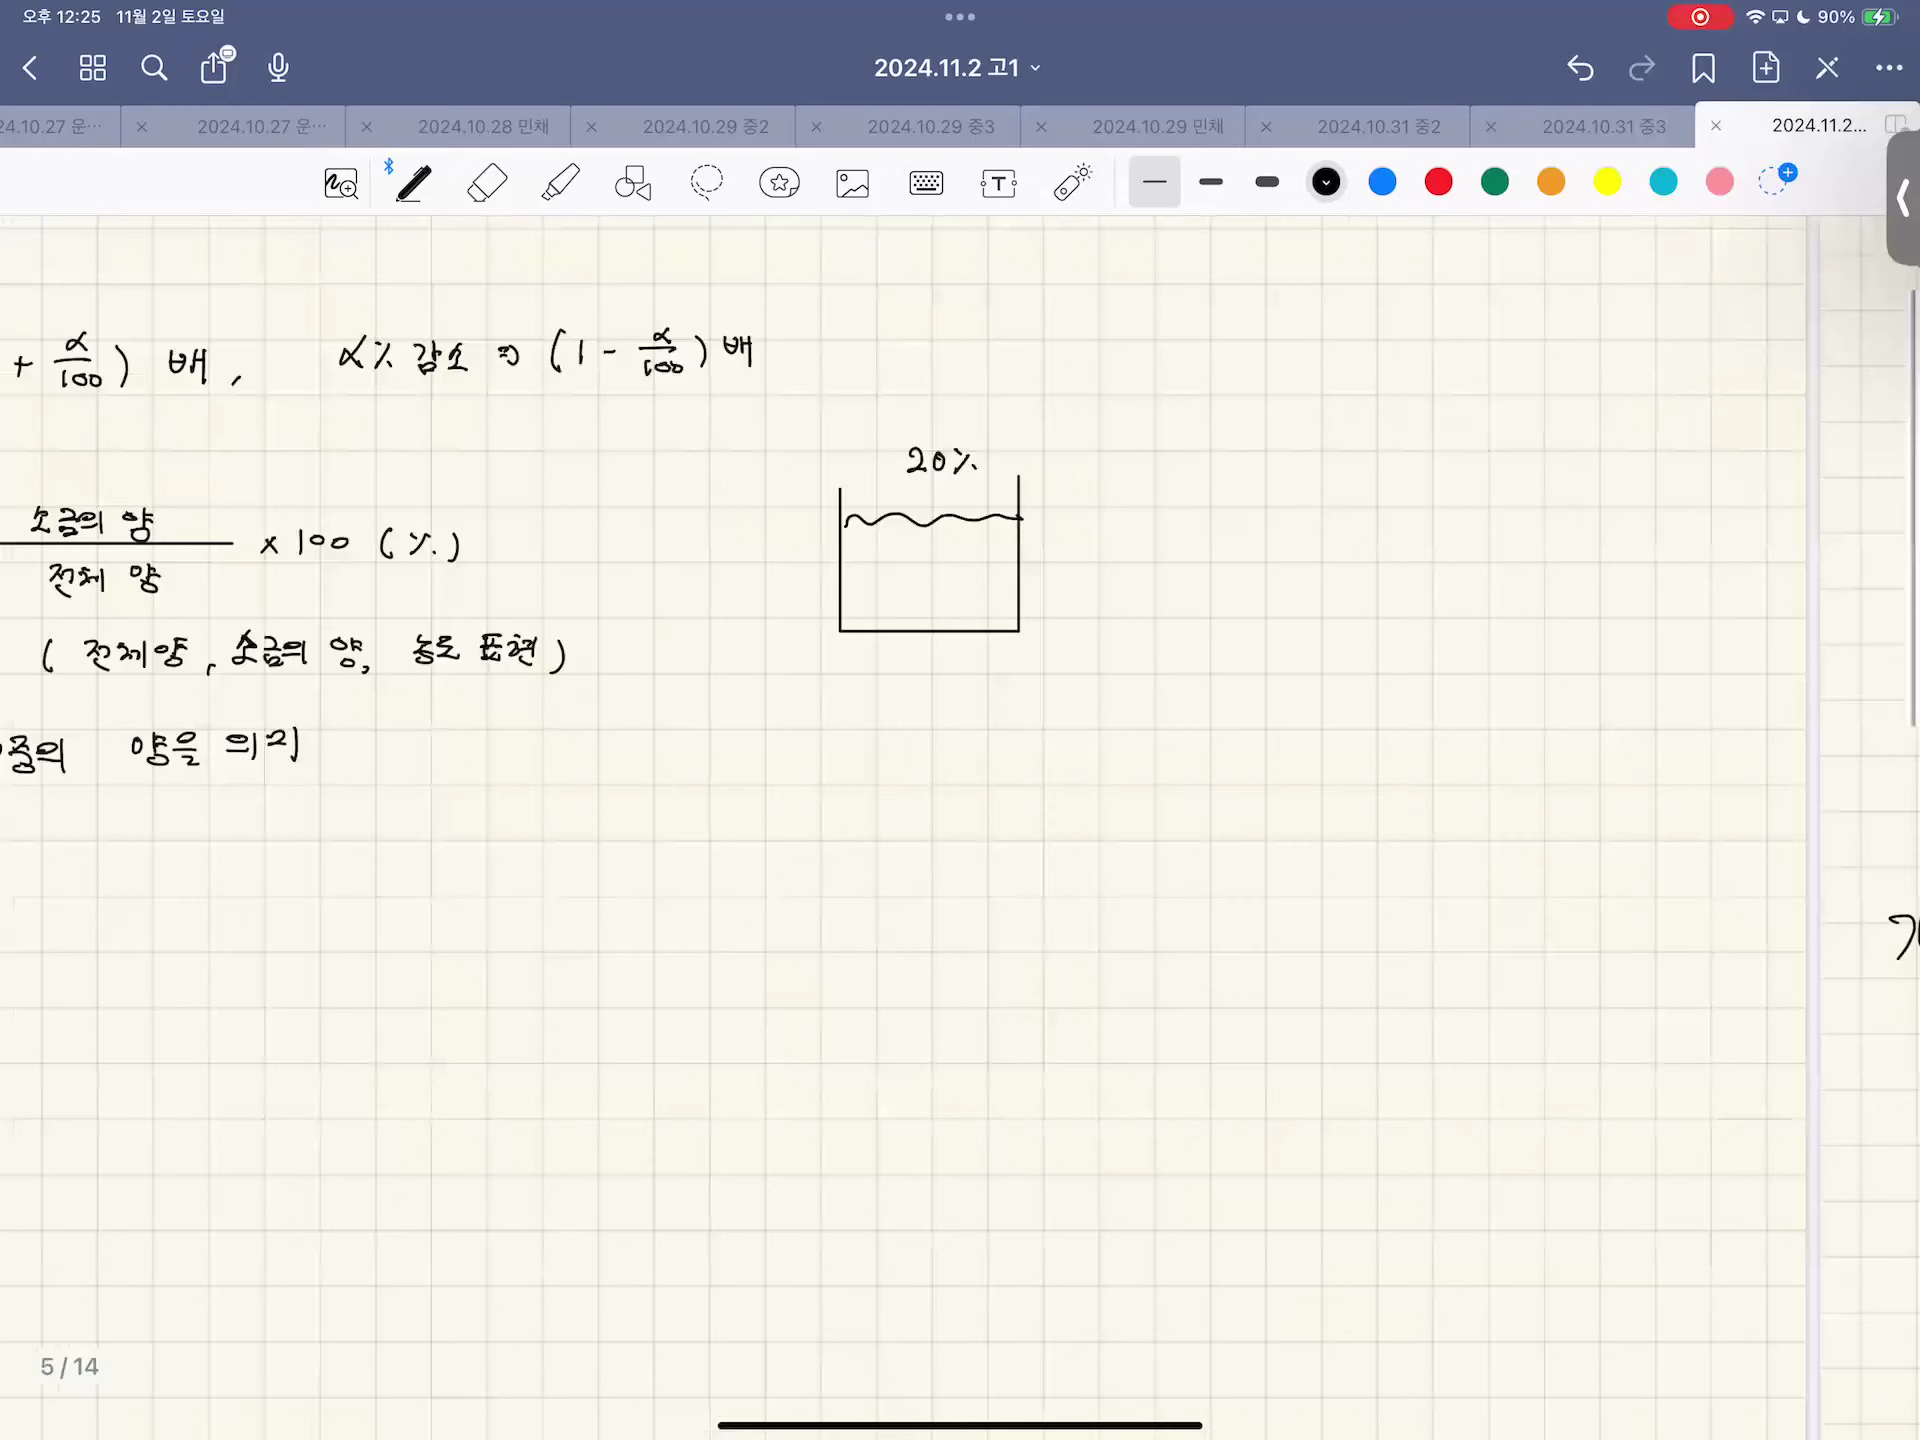 오후 12:25 11월 2일 토요일
90%
2024.11.2 고1
24.10.27 운…
2024.10.27 운…
2024.10.28 민채
2024.10.29 중2
2024.10.29 중3
2024.10.29 민채
2024.10.31 중2
2024.10.31 중3
2024.11.2...
+ α/100 ) 배 , α% 감소 ⇒ ( 1 - α/100 ) 배
20%
소금의 양
전체 양
× 100 ( % )
( 전체양 , 소금의 양, 농도 표현 )
양을 의미
5 / 14